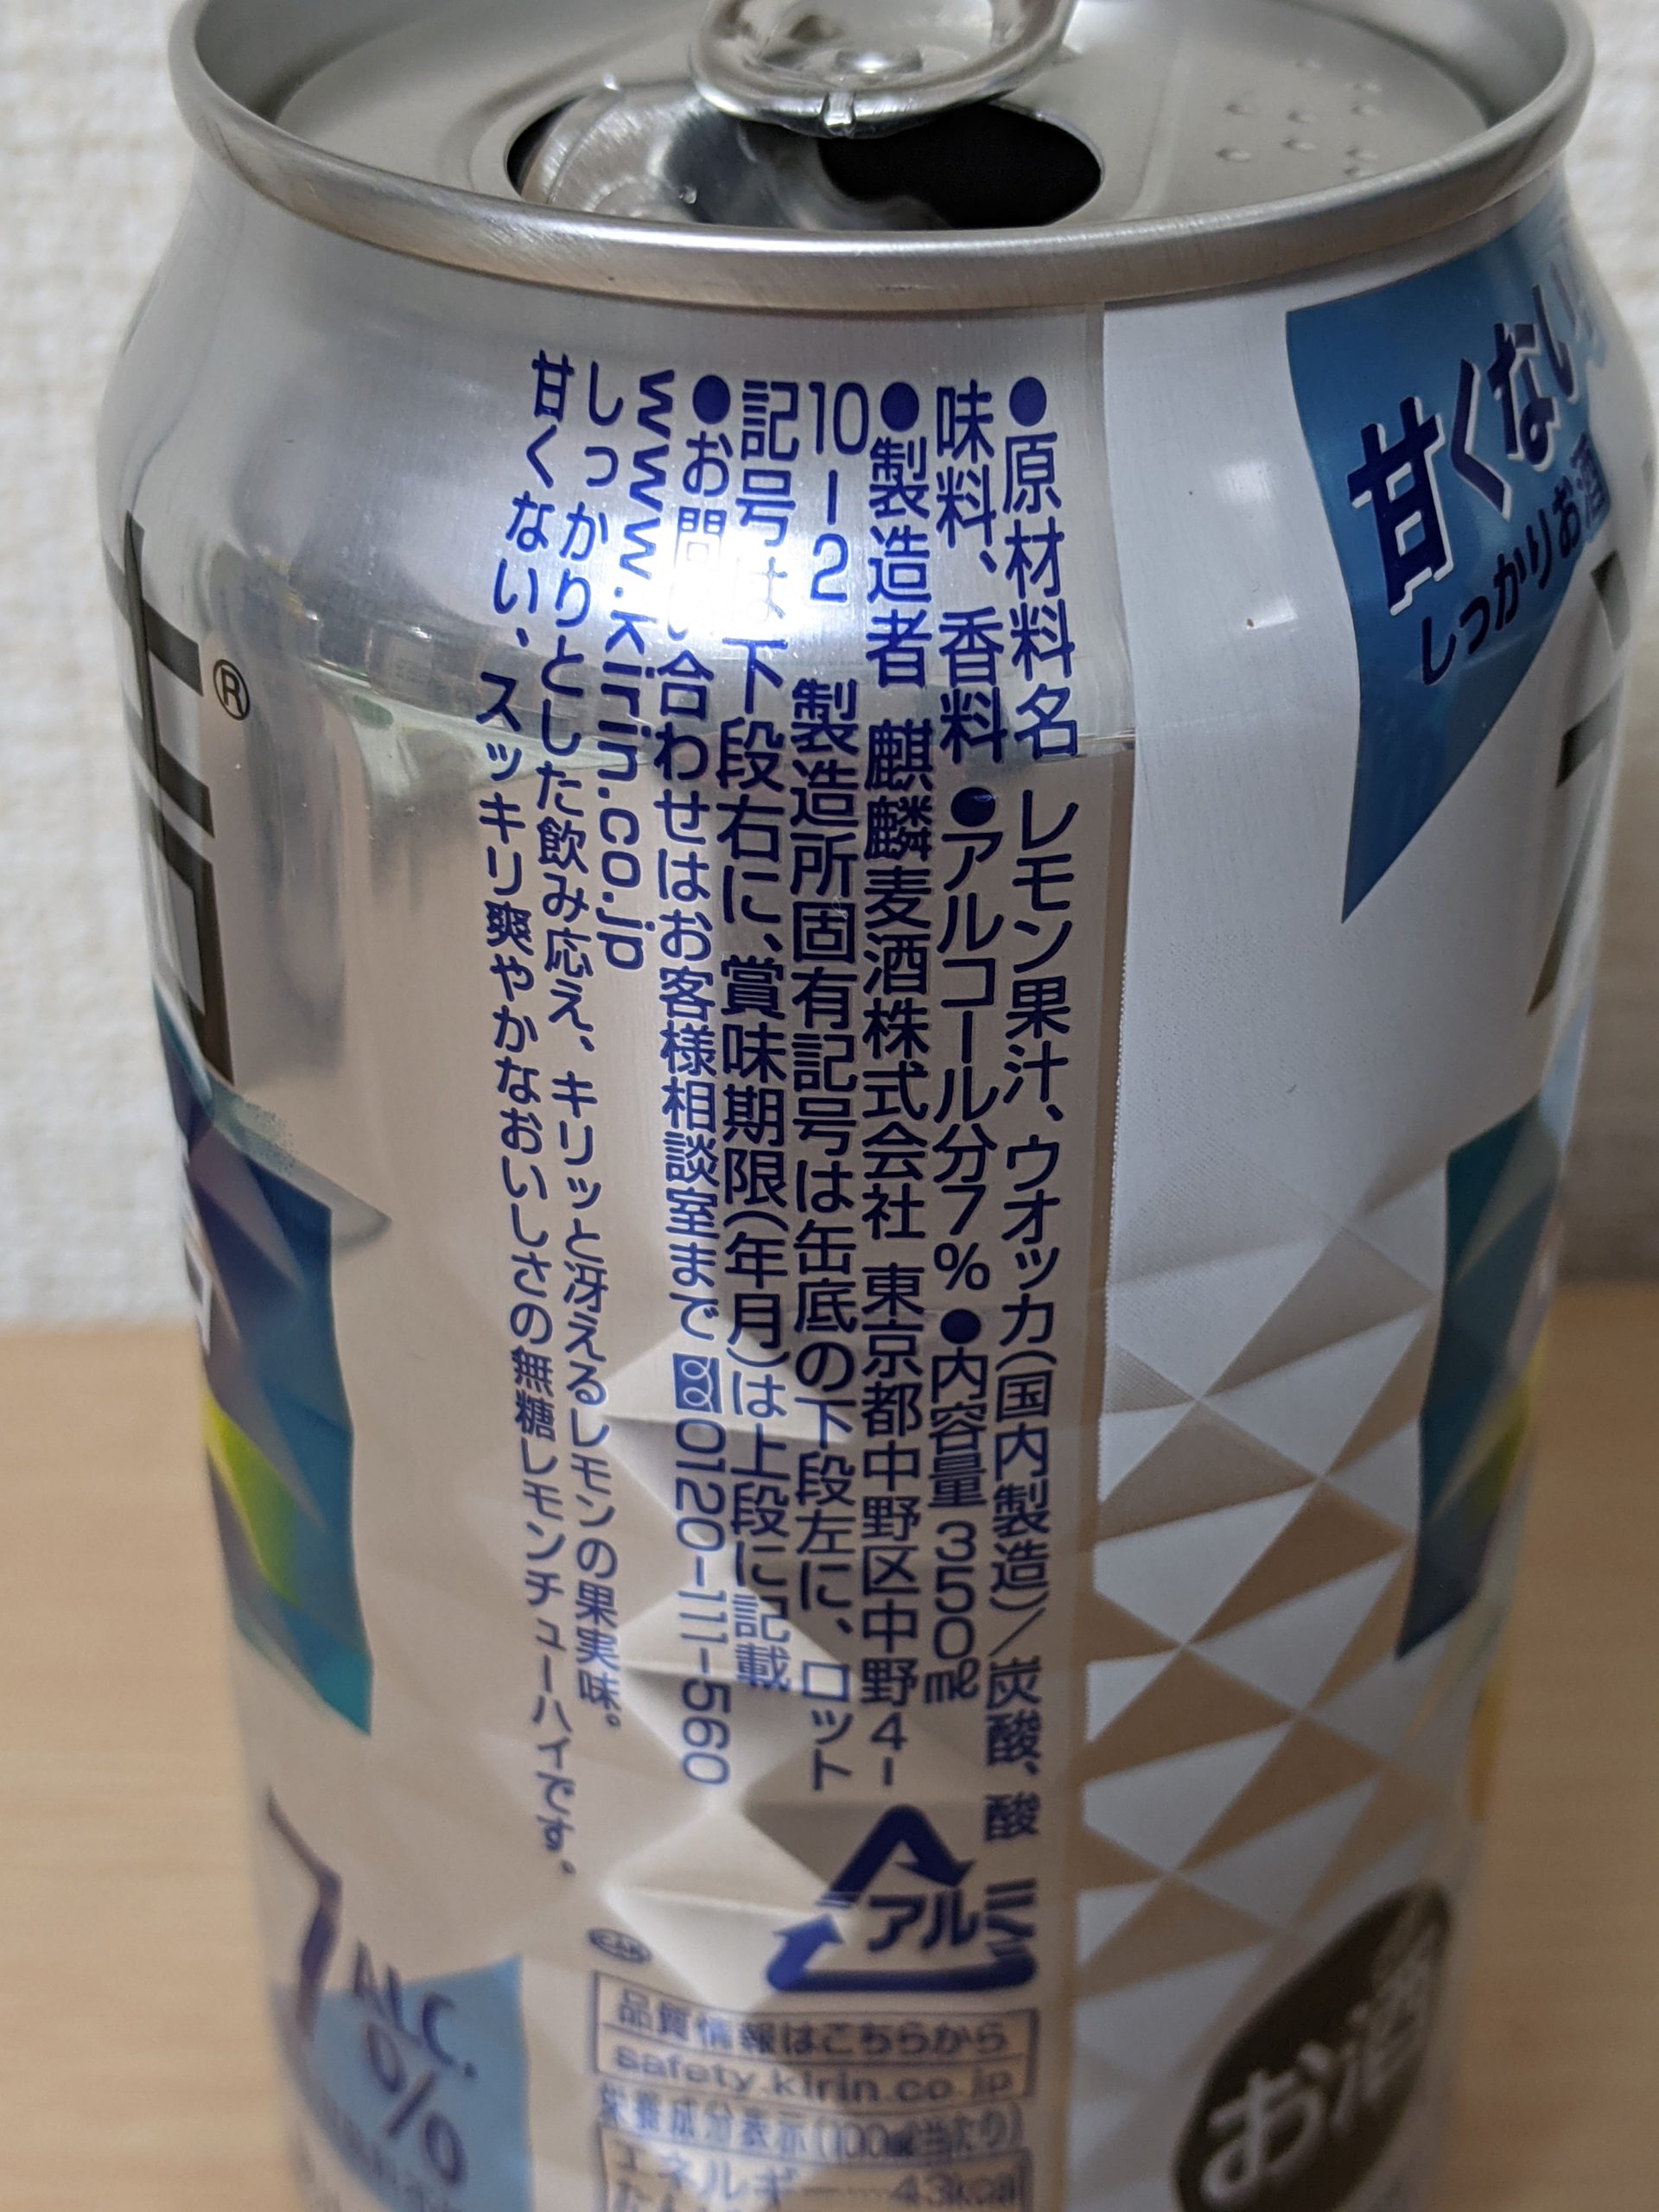 ●原材料名 レモン果汁、ウオッカ(国内製造)／炭酸、酸
味料、香料 ●アルコール分7% ●内容量 350ml
●製造者 麒麟麦酒株式会社 東京都中野区中野4-
10-2 製造所固有記号は缶底の下段左に、ロット
記号は下段右に、賞味期限(年月)は上段に記載
●お問い合わせはお客様相談室まで 0120-111-560
www.kirin.co.jp
しっかりとした飲み応え、キリッと冴えるレモンの果実味。
甘くない、スッキリ爽やかなおいしさの無糖レモンチューハイです。
アルミ
品質情報はこちらから
safety.kirin.co.jp
栄養成分表示(100ml当たり)
エネルギー……43kcal
甘くない
しっかりお酒
お酒
®
7
ALC.
%